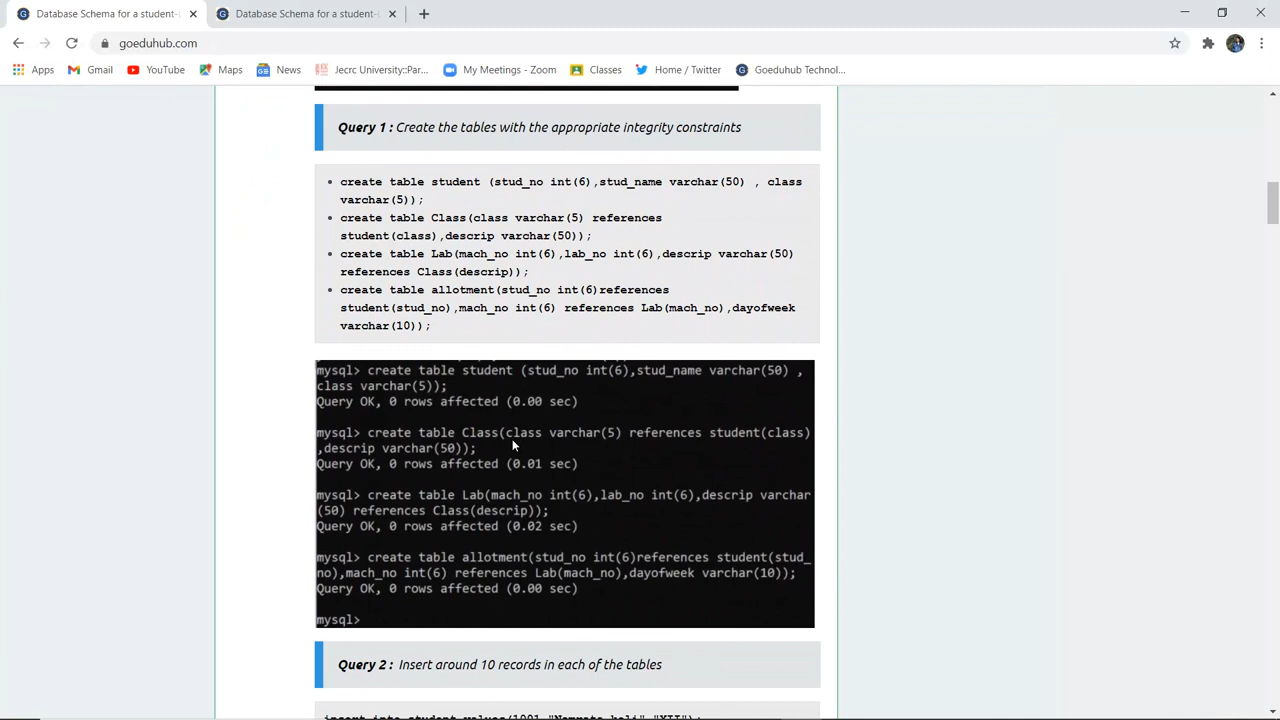 Database Schema for a student-
Database Schema for a student-
goeduhub.com
Apps
Gmail
YouTube
Maps
News
Jecrc University::Par...
My Meetings - Zoom
Classes
Home / Twitter
Goeduhub Technol...
Query 1 : Create the tables with the appropriate integrity constraints
create table student (stud_no int(6),stud_name varchar(50) , class
varchar(5));
create table Class(class varchar(5) references
student(class),descrip varchar(50));
create table Lab(mach_no int(6),lab_no int(6),descrip varchar(50)
references Class(descrip));
create table allotment(stud_no int(6)references
student(stud_no),mach_no int(6) references Lab(mach_no),dayofweek
varchar(10));
mysql> create table student (stud_no int(6),stud_name varchar(50) ,
class varchar(5));
Query OK, 0 rows affected (0.00 sec)
mysql> create table Class(class varchar(5) references student(class)
,descrip varchar(50));
Query OK, 0 rows affected (0.01 sec)
mysql> create table Lab(mach_no int(6),lab_no int(6),descrip varchar
(50) references Class(descrip));
Query OK, 0 rows affected (0.02 sec)
mysql> create table allotment(stud_no int(6)references student(stud_
no),mach_no int(6) references Lab(mach_no),dayofweek varchar(10));
Query OK, 0 rows affected (0.00 sec)
mysql>
Query 2 : Insert around 10 records in each of the tables
insert into student values(1001,